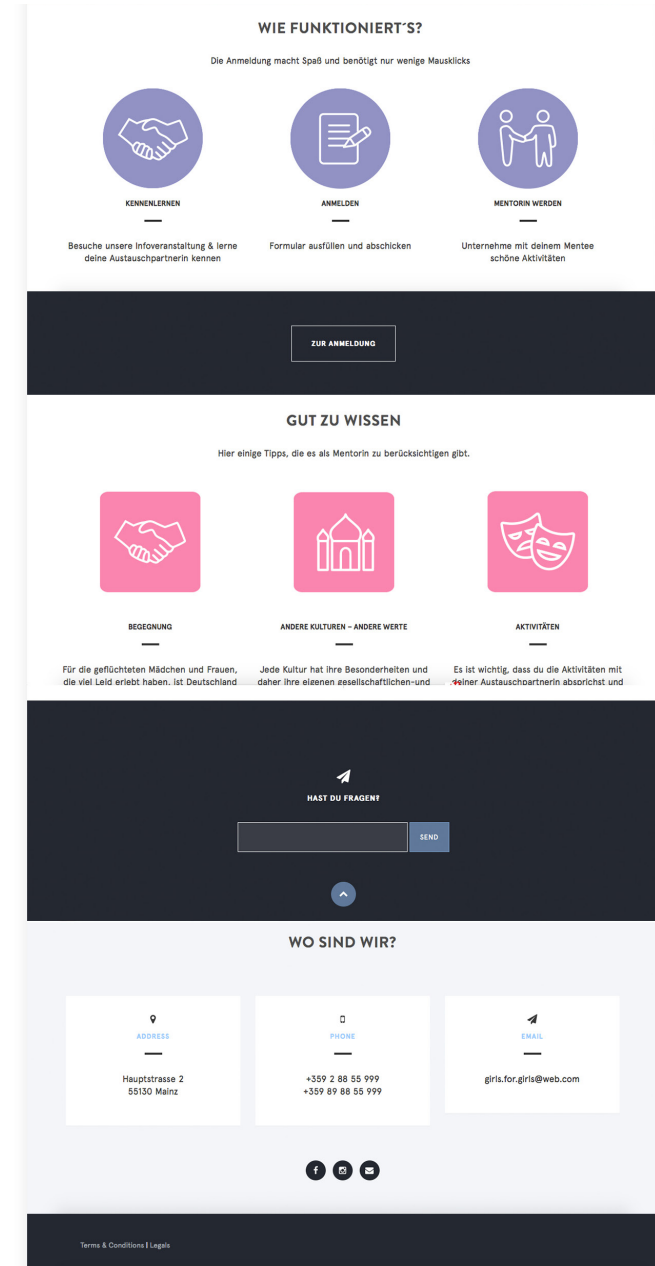 WIE FUNKTIONIERT´S?
Die Anmeldung macht Spaß und benötigt nur wenige Mausklicks
KENNENLERNEN
Besuche unsere Infoveranstaltung & lerne
deine Austauschpartnerin kennen
ANMELDEN
Formular ausfüllen und abschicken
MENTORIN WERDEN
Unternehme mit deinem Mentee
schöne Aktivitäten
ZUR ANMELDUNG
GUT ZU WISSEN
Hier einige Tipps, die es als Mentorin zu berücksichtigen gibt.
BEGEGNUNG
Für die geflüchteten Mädchen und Frauen,
die viel Leid erlebt haben, ist Deutschland
ANDERE KULTUREN – ANDERE WERTE
Jede Kultur hat ihre Besonderheiten und
daher ihre eigenen gesellschaftlichen-und
AKTIVITÄTEN
Es ist wichtig, dass du die Aktivitäten mit
deiner Austauschpartnerin absprichst und
HAST DU FRAGEN?
SEND
WO SIND WIR?
ADDRESS
Hauptstrasse 2
55130 Mainz
PHONE
+359 2 88 55 999
+359 89 88 55 999
EMAIL
girls.for.girls@web.com
Terms & Conditions | Legals